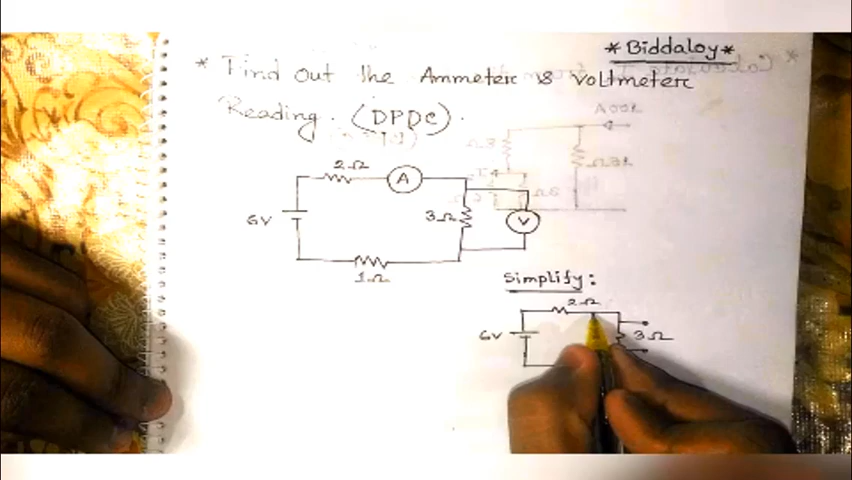 *Biddaloy*
* Find Out the Ammeter & voltmeter
Reading. (DPDC).
2Ω
A
6V
3Ω
V
1Ω
Simplify:
2Ω
6V
3Ω